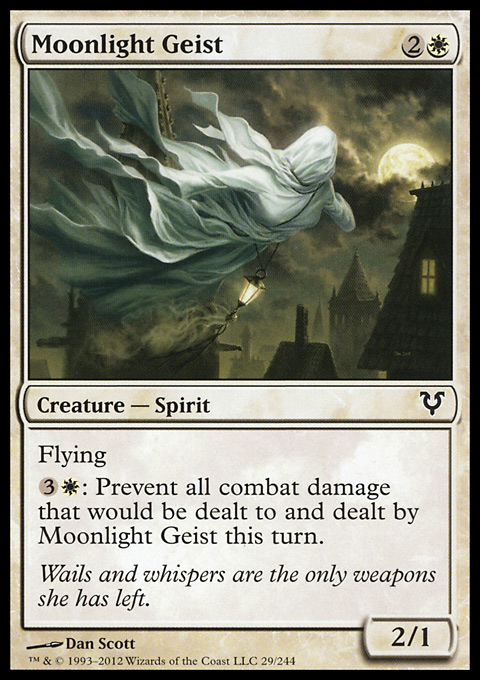 Moonlight Geist 2
Creature — Spirit
Flying
3: Prevent all combat damage
that would be dealt to and dealt by
Moonlight Geist this turn.
Wails and whispers are the only weapons
she has left.
Dan Scott
2/1
™ & © 1993–2012 Wizards of the Coast LLC 29/244